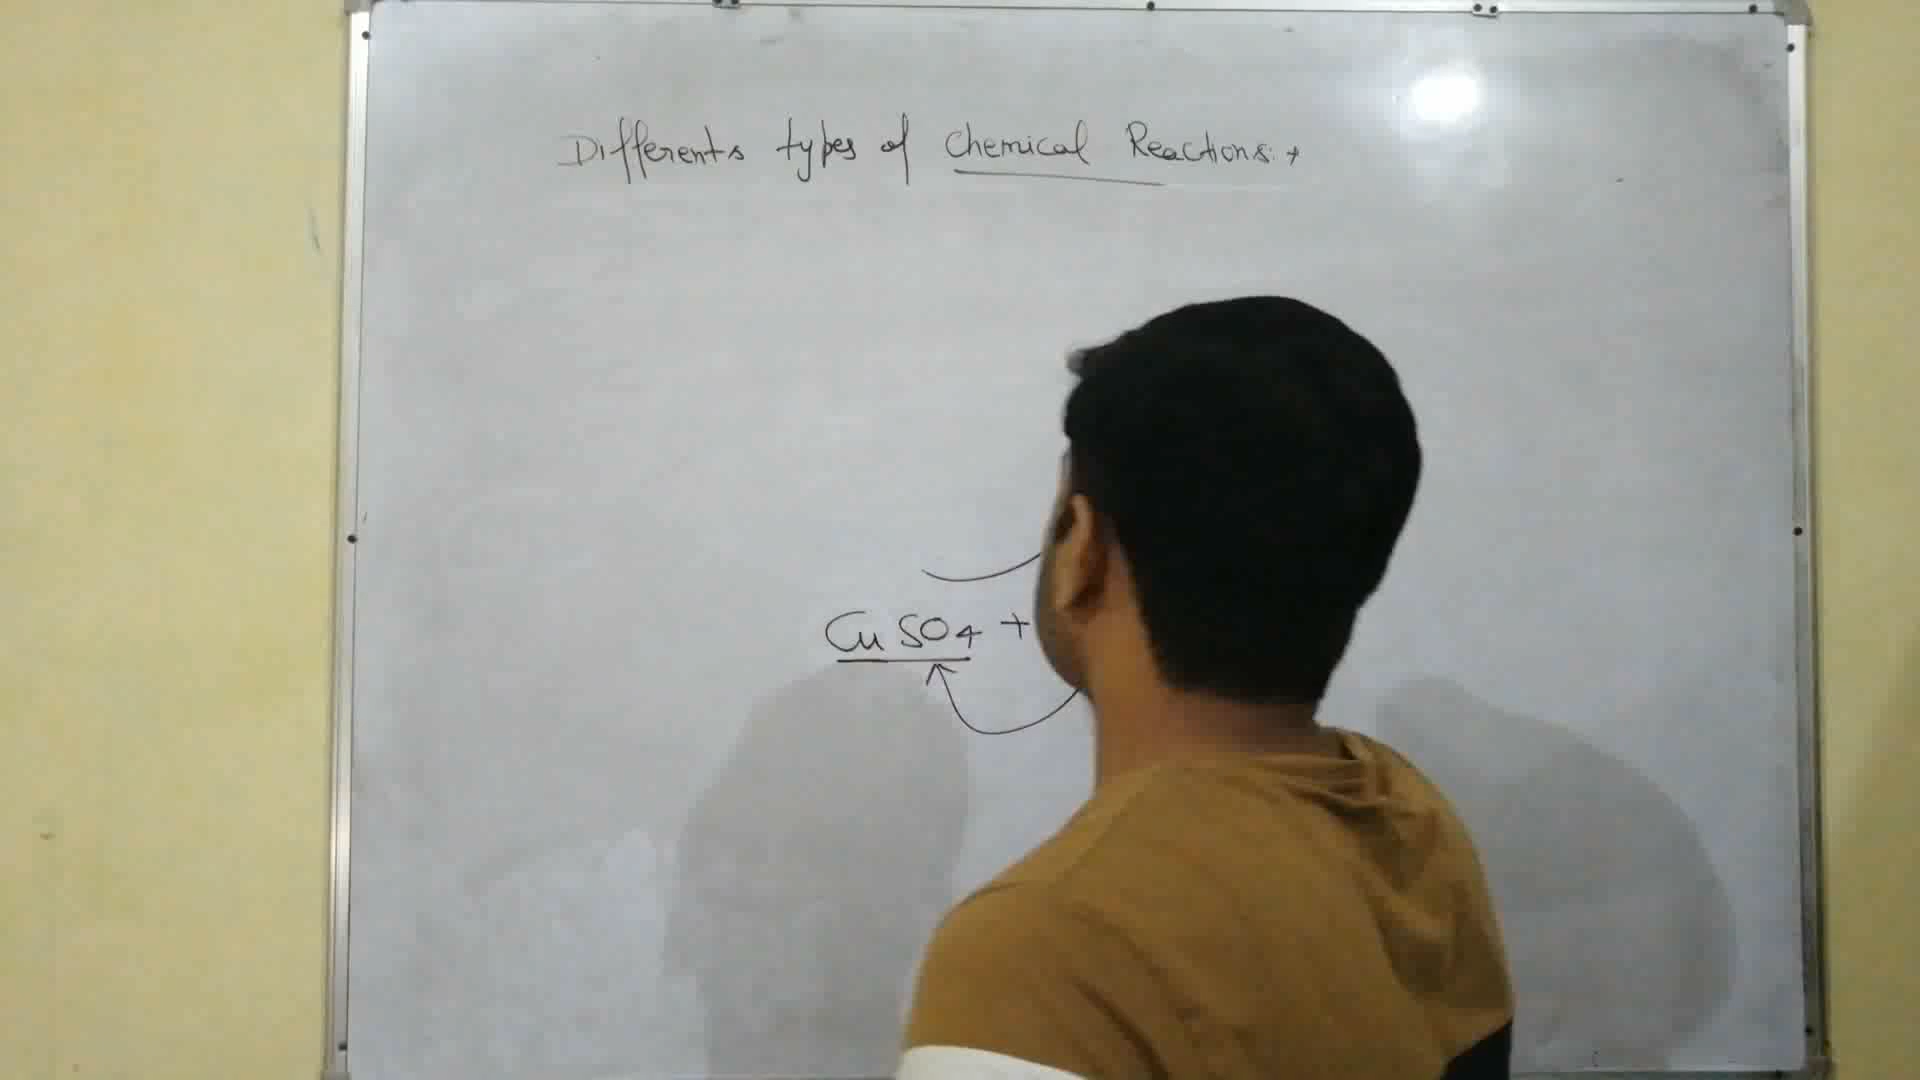 Differents types of Chemical Reactions :→
CuSO4 +